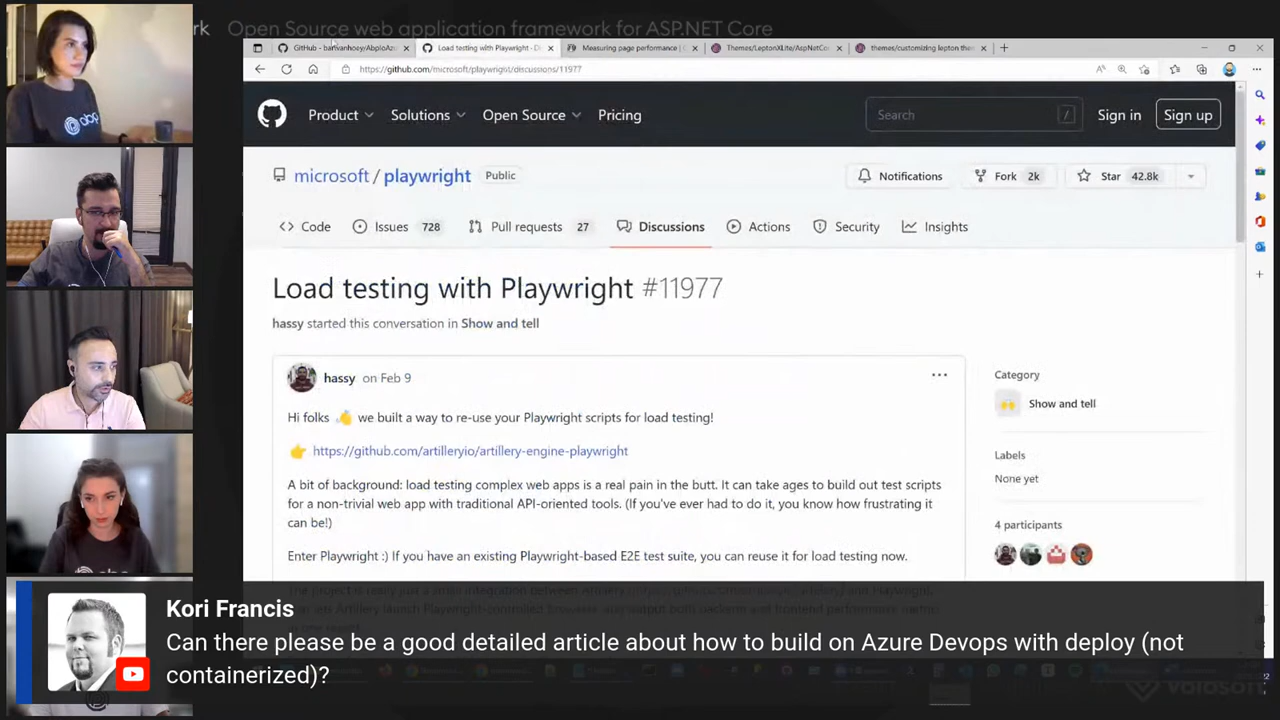 rk Open Source web application framework for ASP.NET Core
GitHub - bartvanhoey/AbpIoAz
Load testing with Playwright · D
Measuring page performance |
Themes/LeptonXLite/AspNetCor
themes/customizing lepton the
https://github.com/microsoft/playwright/discussions/11977
Product
Solutions
Open Source
Pricing
Search
/
Sign in
Sign up
microsoft / playwright
Public
Notifications
Fork 2k
Star 42.8k
Code
Issues 728
Pull requests 27
Discussions
Actions
Security
Insights
Load testing with Playwright #11977
hassy started this conversation in Show and tell
hassy on Feb 9
Hi folks 👋 we built a way to re-use your Playwright scripts for load testing!
👉 https://github.com/artilleryio/artillery-engine-playwright
A bit of background: load testing complex web apps is a real pain in the butt. It can take ages to build out test scripts
for a non-trivial web app with traditional API-oriented tools. (If you've ever had to do it, you know how frustrating it
can be!)
Enter Playwright :) If you have an existing Playwright-based E2E test suite, you can reuse it for load testing now.
Category
🙌 Show and tell
Labels
None yet
4 participants
abp
Kori Francis
Can there please be a good detailed article about how to build on Azure Devops with deploy (not
containerized)?
volosoft